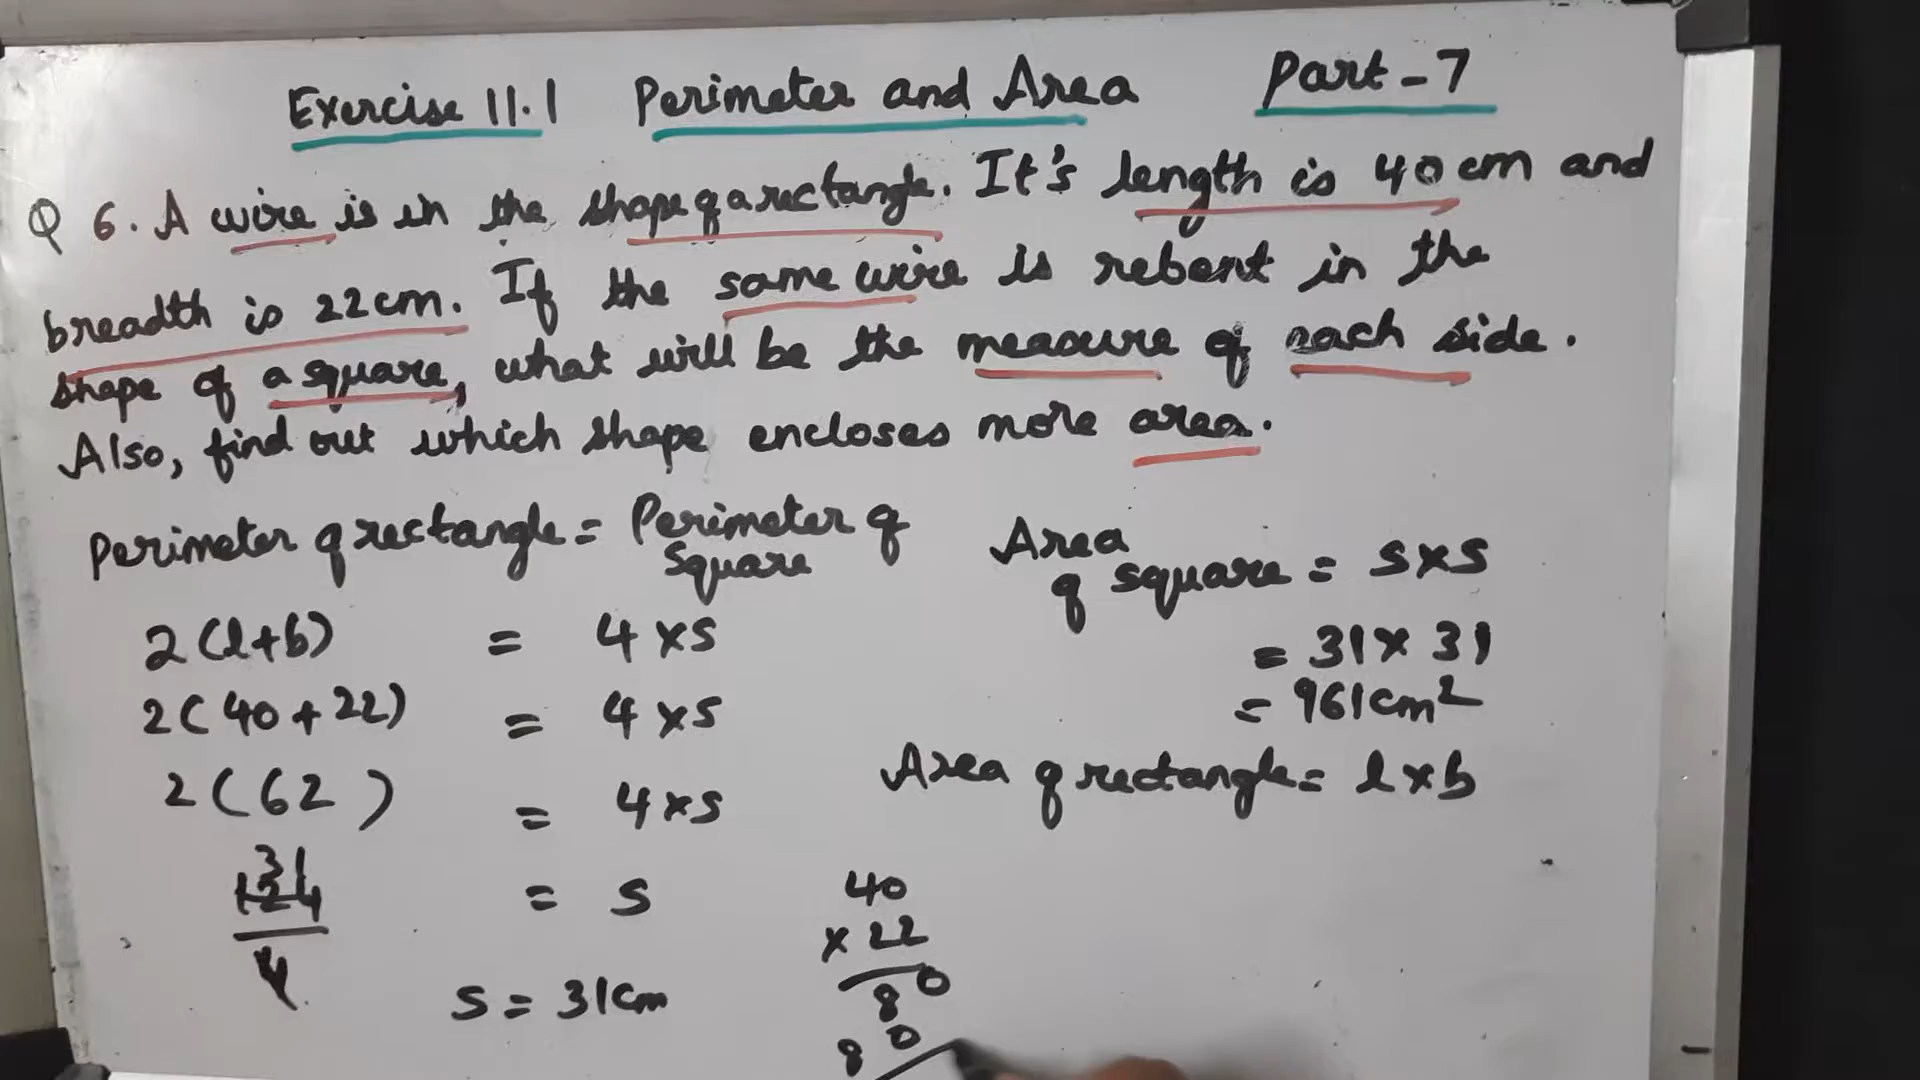 Exercise 11.1 Perimeter and Area Part-7
Q 6. A wire is in the shape of a rectangle. It's length is 40 cm and
breadth is 22 cm. If the same wire is rebent in the
shape of a square, what will be the measure of each side.
Also, find out which shape encloses more area.
Perimeter of rectangle = Perimeter of
Square
2(l+b) = 4×s
2(40+22) = 4×s
2(62) = 4×s
31
124
4
= s
s = 31cm
Area
of square = s×s
= 31×31
= 961cm²
Area of rectangle = l×b
40
×22
80
80